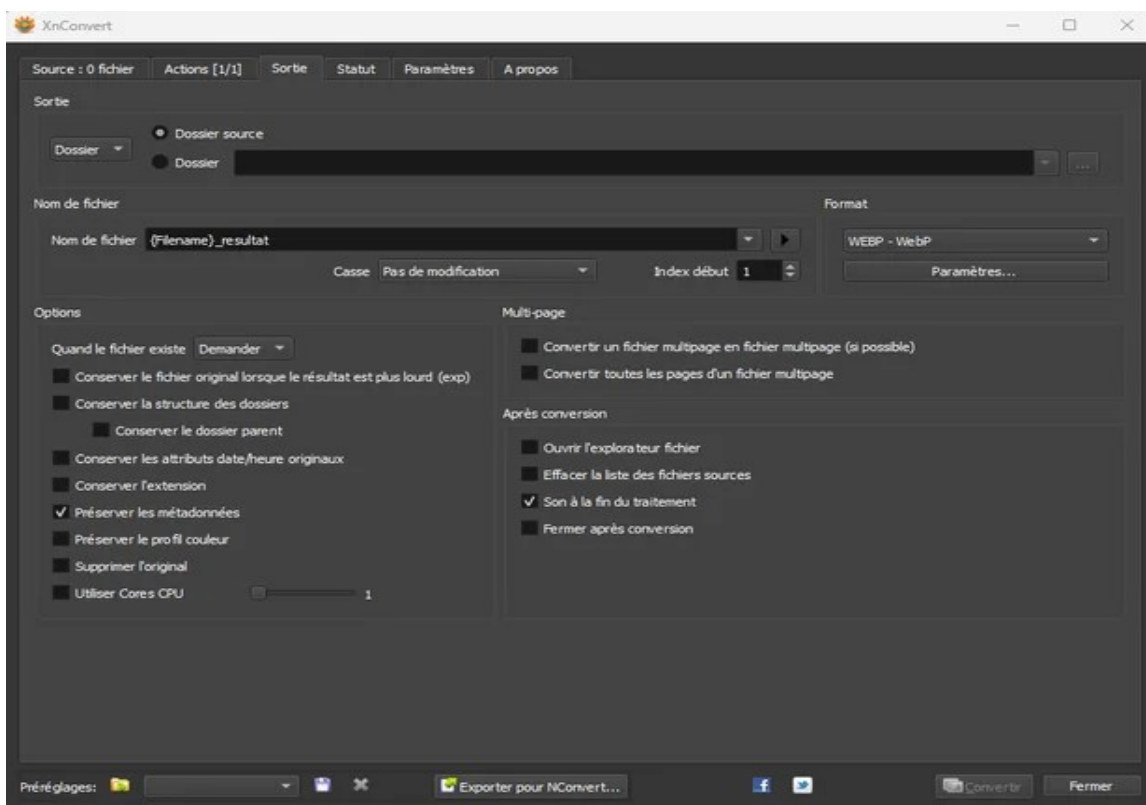 XnConvert
Source : 0 fichier Actions [1/1] Sortie Statut Paramètres A propos
Sortie
Dossier Dossier source
Dossier ...
Nom de fichier Format
Nom de fichier {Filename}_resultat WEBP - WebP
Casse Pas de modification Index début 1 Paramètres...
Options Multi-page
Quand le fichier existe Demander Convertir un fichier multipage en fichier multipage (si possible)
Conserver le fichier original lorsque le résultat est plus lourd (exp) Convertir toutes les pages d'un fichier multipage
Conserver la structure des dossiers Après conversion
Conserver le dossier parent Ouvrir l'explorateur fichier
Conserver les attributs date/heure originaux Effacer la liste des fichiers sources
Conserver l'extension Son à la fin du traitement
Préserver les métadonnées Fermer après conversion
Préserver le profil couleur
Supprimer l'original
Utiliser Cores CPU 1
Préréglages: Exporter pour NConvert... Convertir Fermer